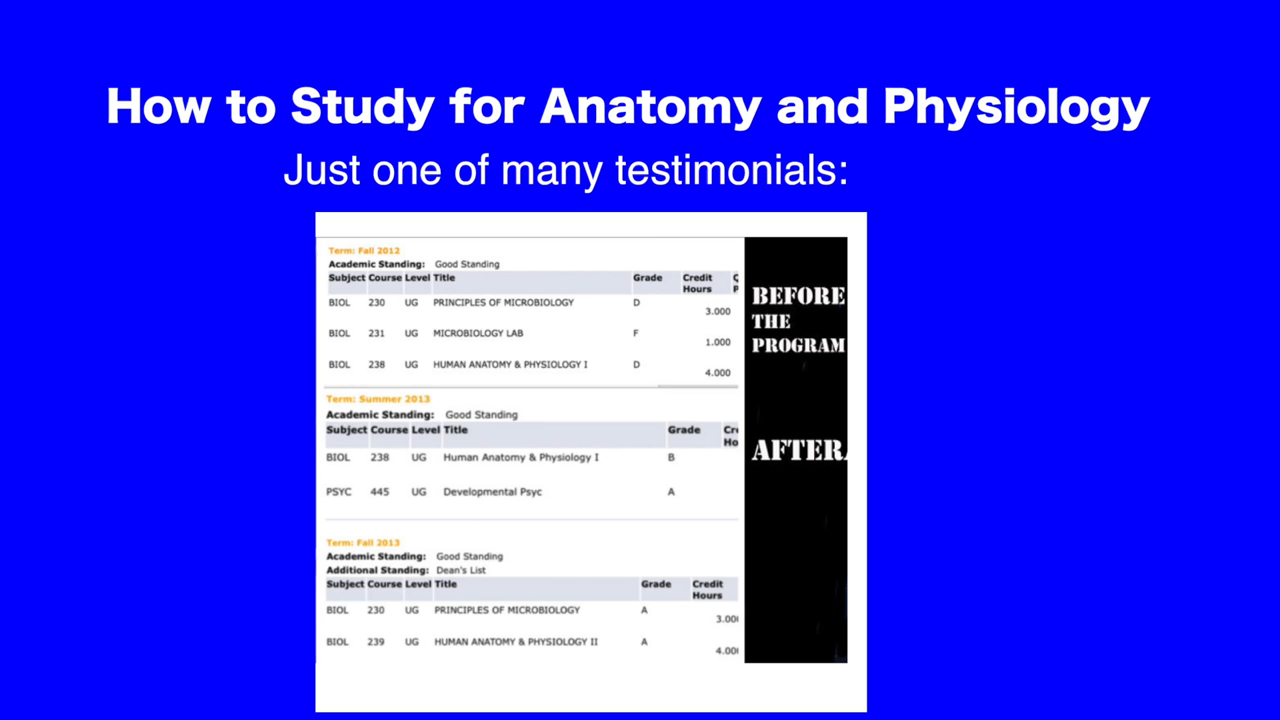 How to Study for Anatomy and Physiology
Just one of many testimonials:
Term: Fall 2012
Academic Standing: Good Standing
Subject Course Level Title Grade Credit Hours
BIOL 230 UG PRINCIPLES OF MICROBIOLOGY D 3.000
BIOL 231 UG MICROBIOLOGY LAB F 1.000
BIOL 238 UG HUMAN ANATOMY & PHYSIOLOGY I D 4.000
BEFORE
THE
PROGRAM
Term: Summer 2013
Academic Standing: Good Standing
Subject Course Level Title Grade
BIOL 238 UG Human Anatomy & Physiology I B
PSYC 445 UG Developmental Psyc A
AFTER
Term: Fall 2013
Academic Standing: Good Standing
Additional Standing: Dean's List
Subject Course Level Title Grade Credit Hours
BIOL 230 UG PRINCIPLES OF MICROBIOLOGY A 3.00
BIOL 239 UG HUMAN ANATOMY & PHYSIOLOGY II A 4.00